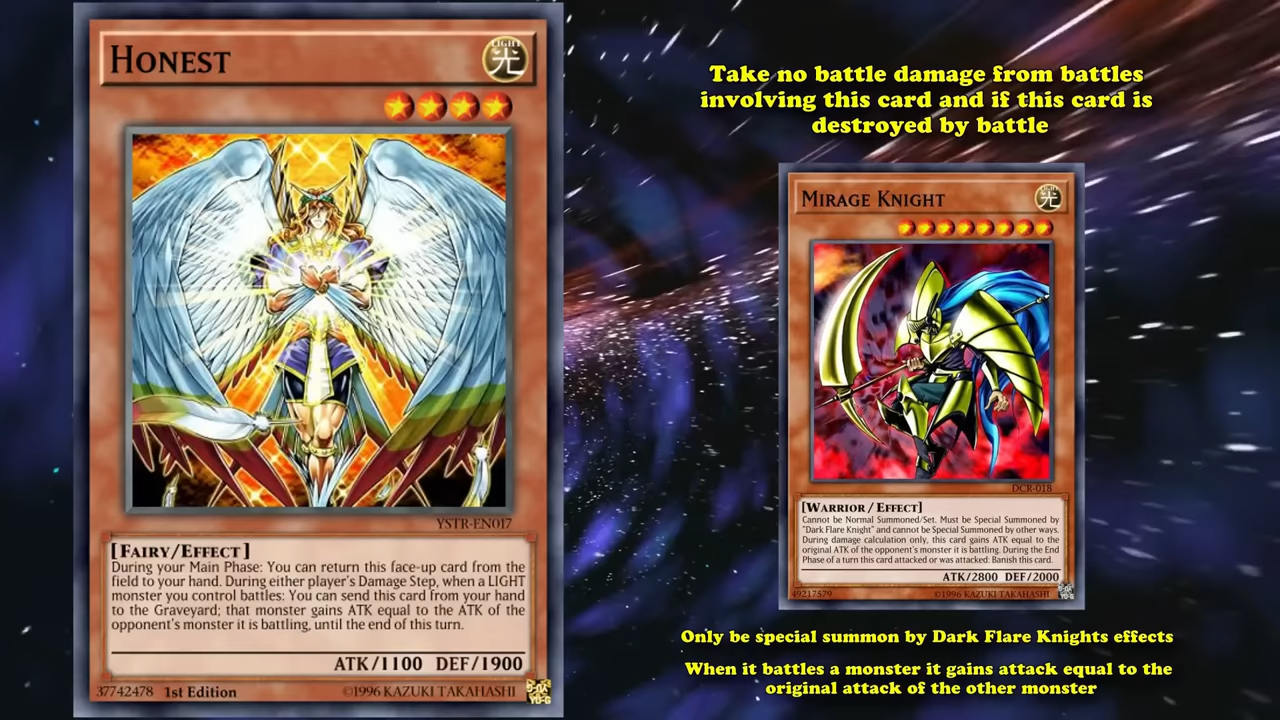 HONEST
LIGHT
光
YSTR-EN017
[FAIRY/EFFECT]
During your Main Phase: You can return this face-up card from the
field to your hand. During either player's Damage Step, when a LIGHT
monster you control battles: You can send this card from your hand
to the Graveyard; that monster gains ATK equal to the ATK of the
opponent's monster it is battling, until the end of this turn.
ATK/1100 DEF/1900
37742478 1st Edition ©1996 KAZUKI TAKAHASHI
Take no battle damage from battles
involving this card and if this card is
destroyed by battle
MIRAGE KNIGHT
LIGHT
光
DCR-018
[WARRIOR/EFFECT]
Cannot be Normal Summoned/Set. Must be Special Summoned by
"Dark Flare Knight" and cannot be Special Summoned by other ways.
During damage calculation only, this card gains ATK equal to the
original ATK of the opponent's monster it is battling. During the End
Phase of a turn this card attacked or was attacked: Banish this card.
ATK/2800 DEF/2000
49217579 ©1996 KAZUKI TAKAHASHI
Only be special summon by Dark Flare Knights effects
When it battles a monster it gains attack equal to the
original attack of the other monster